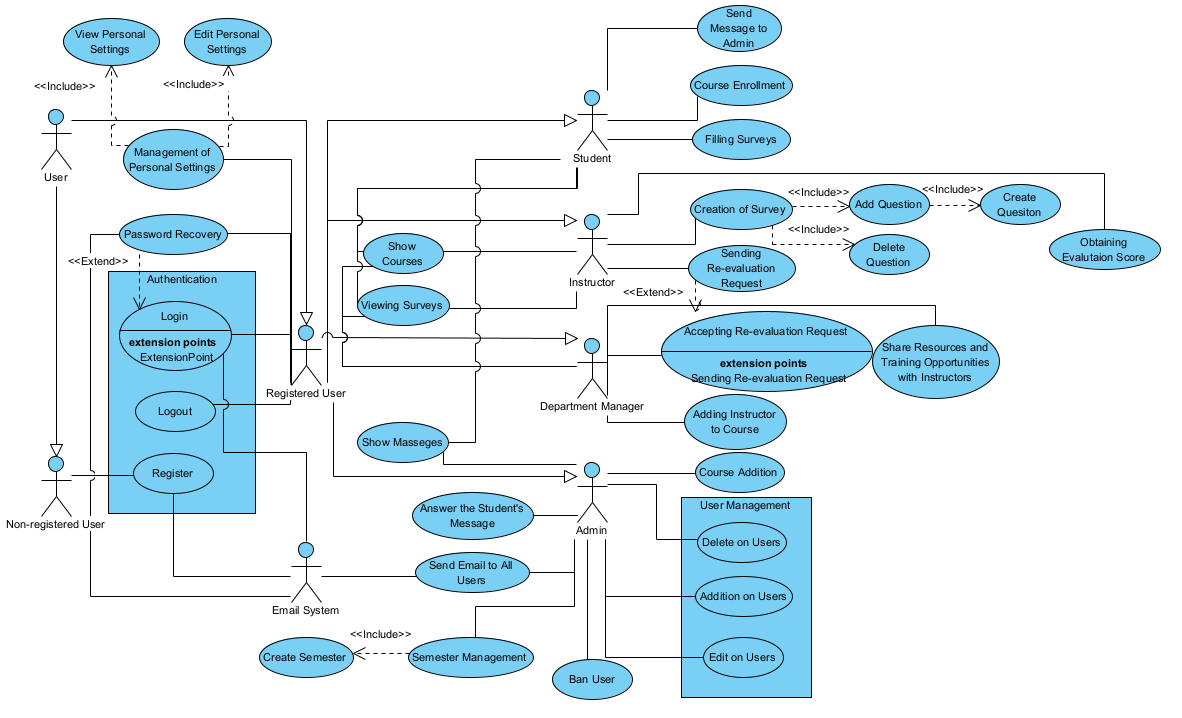 View Personal
Settings
Edit Personal
Settings
<<Include>>
<<Include>>
User
Management of
Personal Settings
Password Recovery
<<Extend>>
Authentication
Login
extension points
ExtensionPoint
Logout
Register
Registered User
Non-registered User
Email System
Send
Message to
Admin
Course Enrollment
Filling Surveys
Student
Creation of Survey
<<Include>>
Add Question
<<Include>>
Create
Quesiton
<<Include>>
Delete
Question
Obtaining
Evalutaion Score
Show
Courses
Instructor
Sending
Re-evaluation
Request
<<Extend>>
Viewing Surveys
Accepting Re-evaluation Request
extension points
Sending Re-evaluation Request
Share Resources and
Training Opportunities
with Instructors
Department Manager
Adding Instructor
to Course
Show Masseges
Course Addition
Admin
Answer the Student's
Message
User Management
Delete on Users
Send Email to All
Users
Addition on Users
<<Include>>
Create Semester
Semester Management
Edit on Users
Ban User